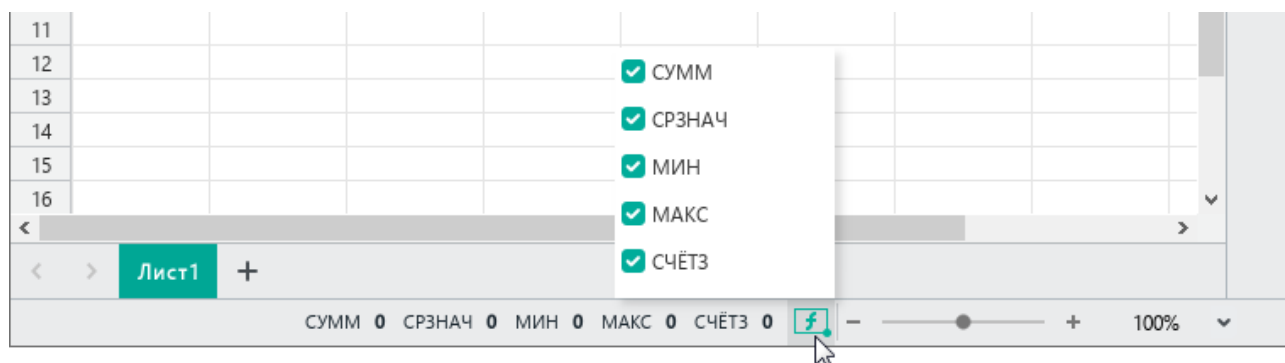 11
12
13
14
15
16
СУММ
СРЗНАЧ
МИН
МАКС
СЧЁТЗ
Лист1 +
СУММ 0 СРЗНАЧ 0 МИН 0 МАКС 0 СЧЁТЗ 0 ƒ − + 100%